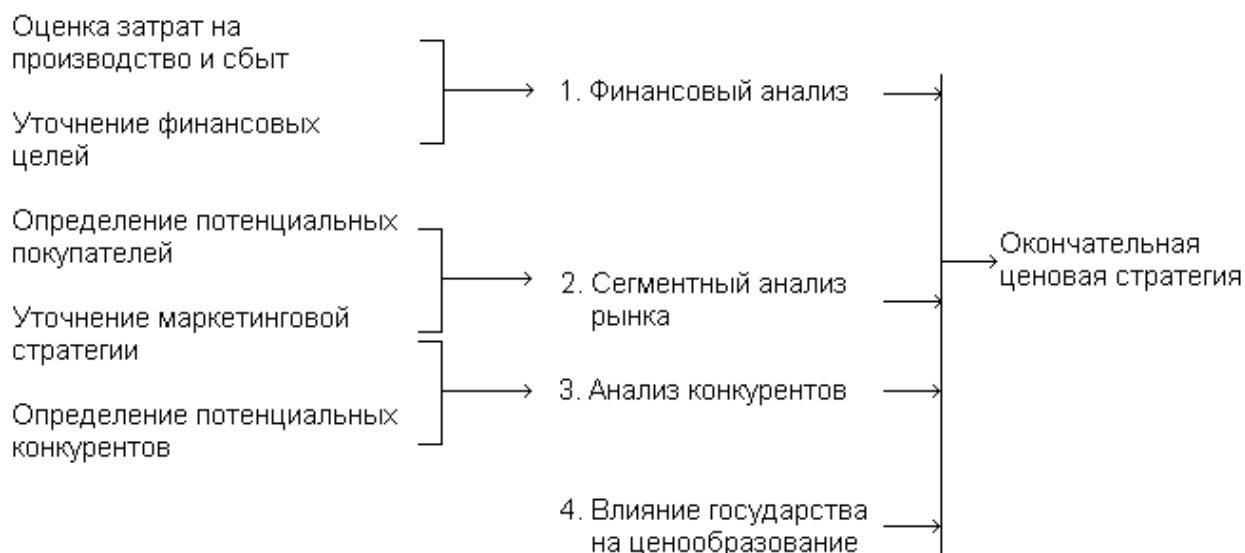 Оценка затрат на
производство и сбыт
Уточнение финансовых
целей
Определение потенциальных
покупателей
Уточнение маркетинговой
стратегии
Определение потенциальных
конкурентов
1. Финансовый анализ
2. Сегментный анализ
рынка
3. Анализ конкурентов
4. Влияние государства
на ценообразование
Окончательная
ценовая стратегия